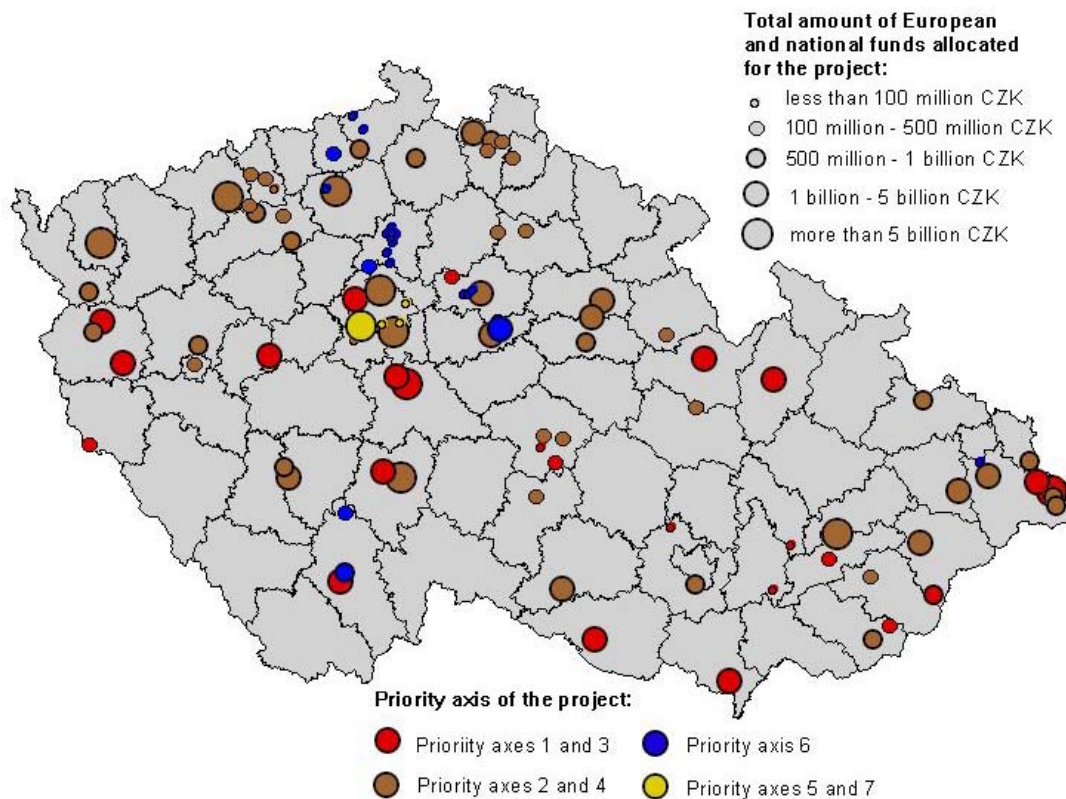 Total amount of European
and national funds allocated
for the project:
less than 100 million CZK
100 million - 500 million CZK
500 million - 1 billion CZK
1 billion - 5 billion CZK
more than 5 billion CZK
Priority axis of the project:
Prioriity axes 1 and 3
Priority axis 6
Priority axes 2 and 4
Priority axes 5 and 7